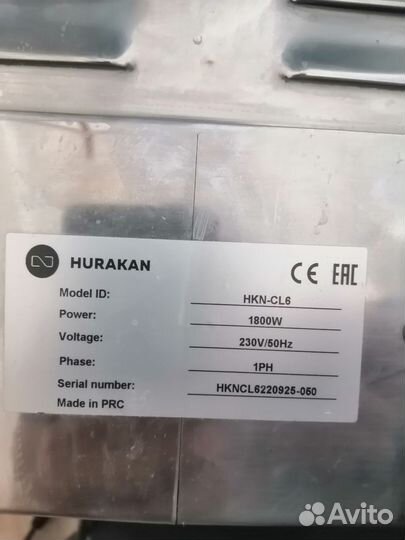 HURAKAN CE EAC
Model ID: HKN-CL6
Power: 1800W
Voltage: 230V/50Hz
Phase: 1PH
Serial number: HKNCL6220925-050
Made in PRC
Avito